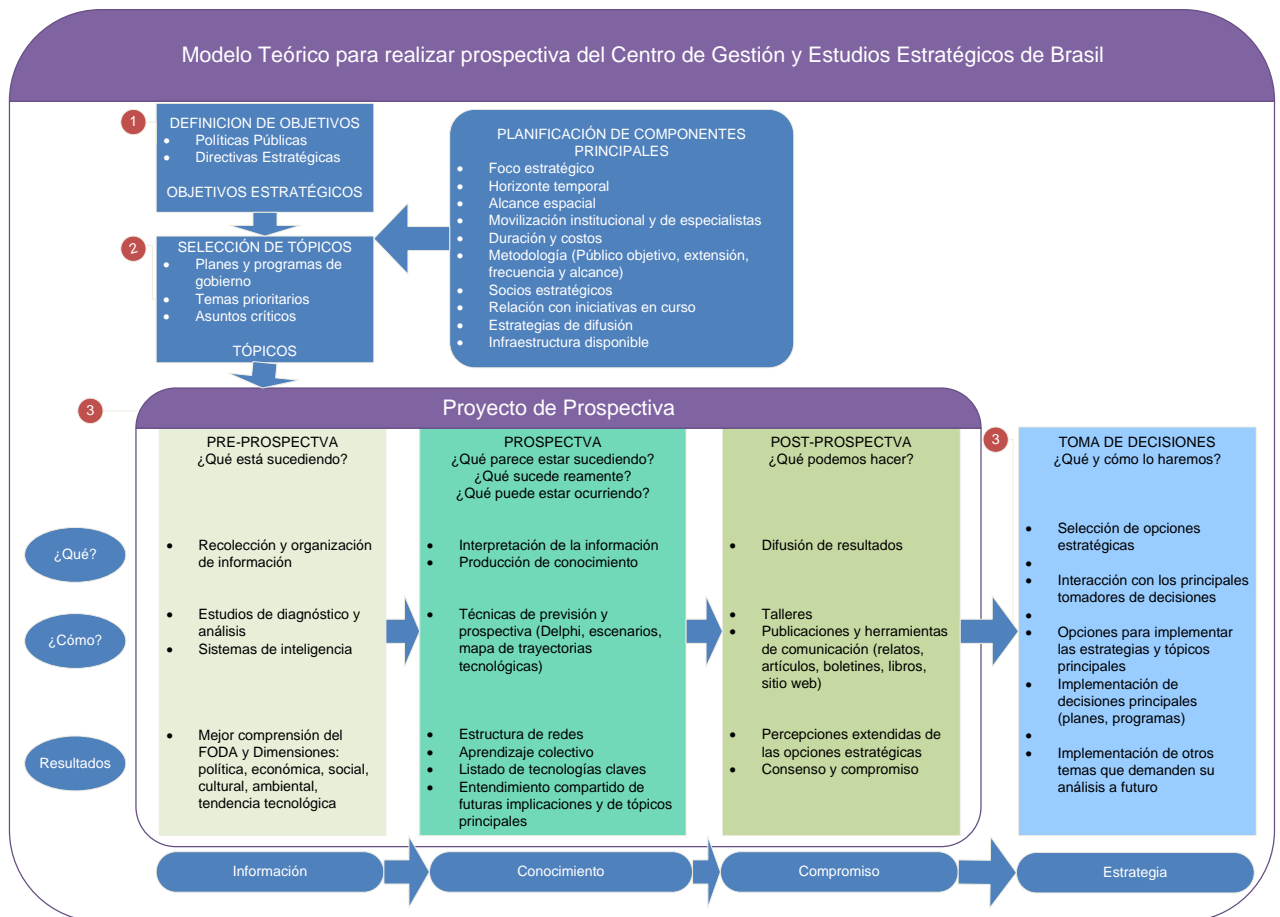 Modelo Teórico para realizar prospectiva del Centro de Gestión y Estudios Estratégicos de Brasil
1
DEFINICION DE OBJETIVOS
• Políticas Públicas
• Directivas Estratégicas
OBJETIVOS ESTRATÉGICOS
PLANIFICACIÓN DE COMPONENTES
PRINCIPALES
• Foco estratégico
• Horizonte temporal
• Alcance espacial
• Movilización institucional y de especialistas
• Duración y costos
• Metodología (Público objetivo, extensión,
frecuencia y alcance)
• Socios estratégicos
• Relación con iniciativas en curso
• Estrategias de difusión
• Infraestructura disponible
2
SELECCIÓN DE TÓPICOS
• Planes y programas de
gobierno
• Temas prioritarios
• Asuntos críticos
TÓPICOS
3
Proyecto de Prospectiva
PRE-PROSPECTVA
¿Qué está sucediendo?
• Recolección y organización
de información
• Estudios de diagnóstico y
análisis
• Sistemas de inteligencia
• Mejor comprensión del
FODA y Dimensiones:
política, económica, social,
cultural, ambiental,
tendencia tecnológica
PROSPECTVA
¿Qué parece estar sucediendo?
¿Qué sucede reamente?
¿Qué puede estar ocurriendo?
• Interpretación de la información
• Producción de conocimiento
• Técnicas de previsión y
prospectiva (Delphi, escenarios,
mapa de trayectorias
tecnológicas)
• Estructura de redes
• Aprendizaje colectivo
• Listado de tecnologías claves
• Entendimiento compartido de
futuras implicaciones y de tópicos
principales
POST-PROSPECTVA
¿Qué podemos hacer?
• Difusión de resultados
• Talleres
• Publicaciones y herramientas
de comunicación (relatos,
artículos, boletines, libros,
sitio web)
• Percepciones extendidas de
las opciones estratégicas
• Consenso y compromiso
3
TOMA DE DECISIONES
¿Qué y cómo lo haremos?
• Selección de opciones
estratégicas
•
• Interacción con los principales
tomadores de decisiones
•
• Opciones para implementar
las estrategias y tópicos
principales
• Implementación de
decisiones principales
(planes, programas)
•
• Implementación de otros
temas que demanden su
análisis a futuro
¿Qué?
¿Cómo?
Resultados
Información
Conocimiento
Compromiso
Estrategia